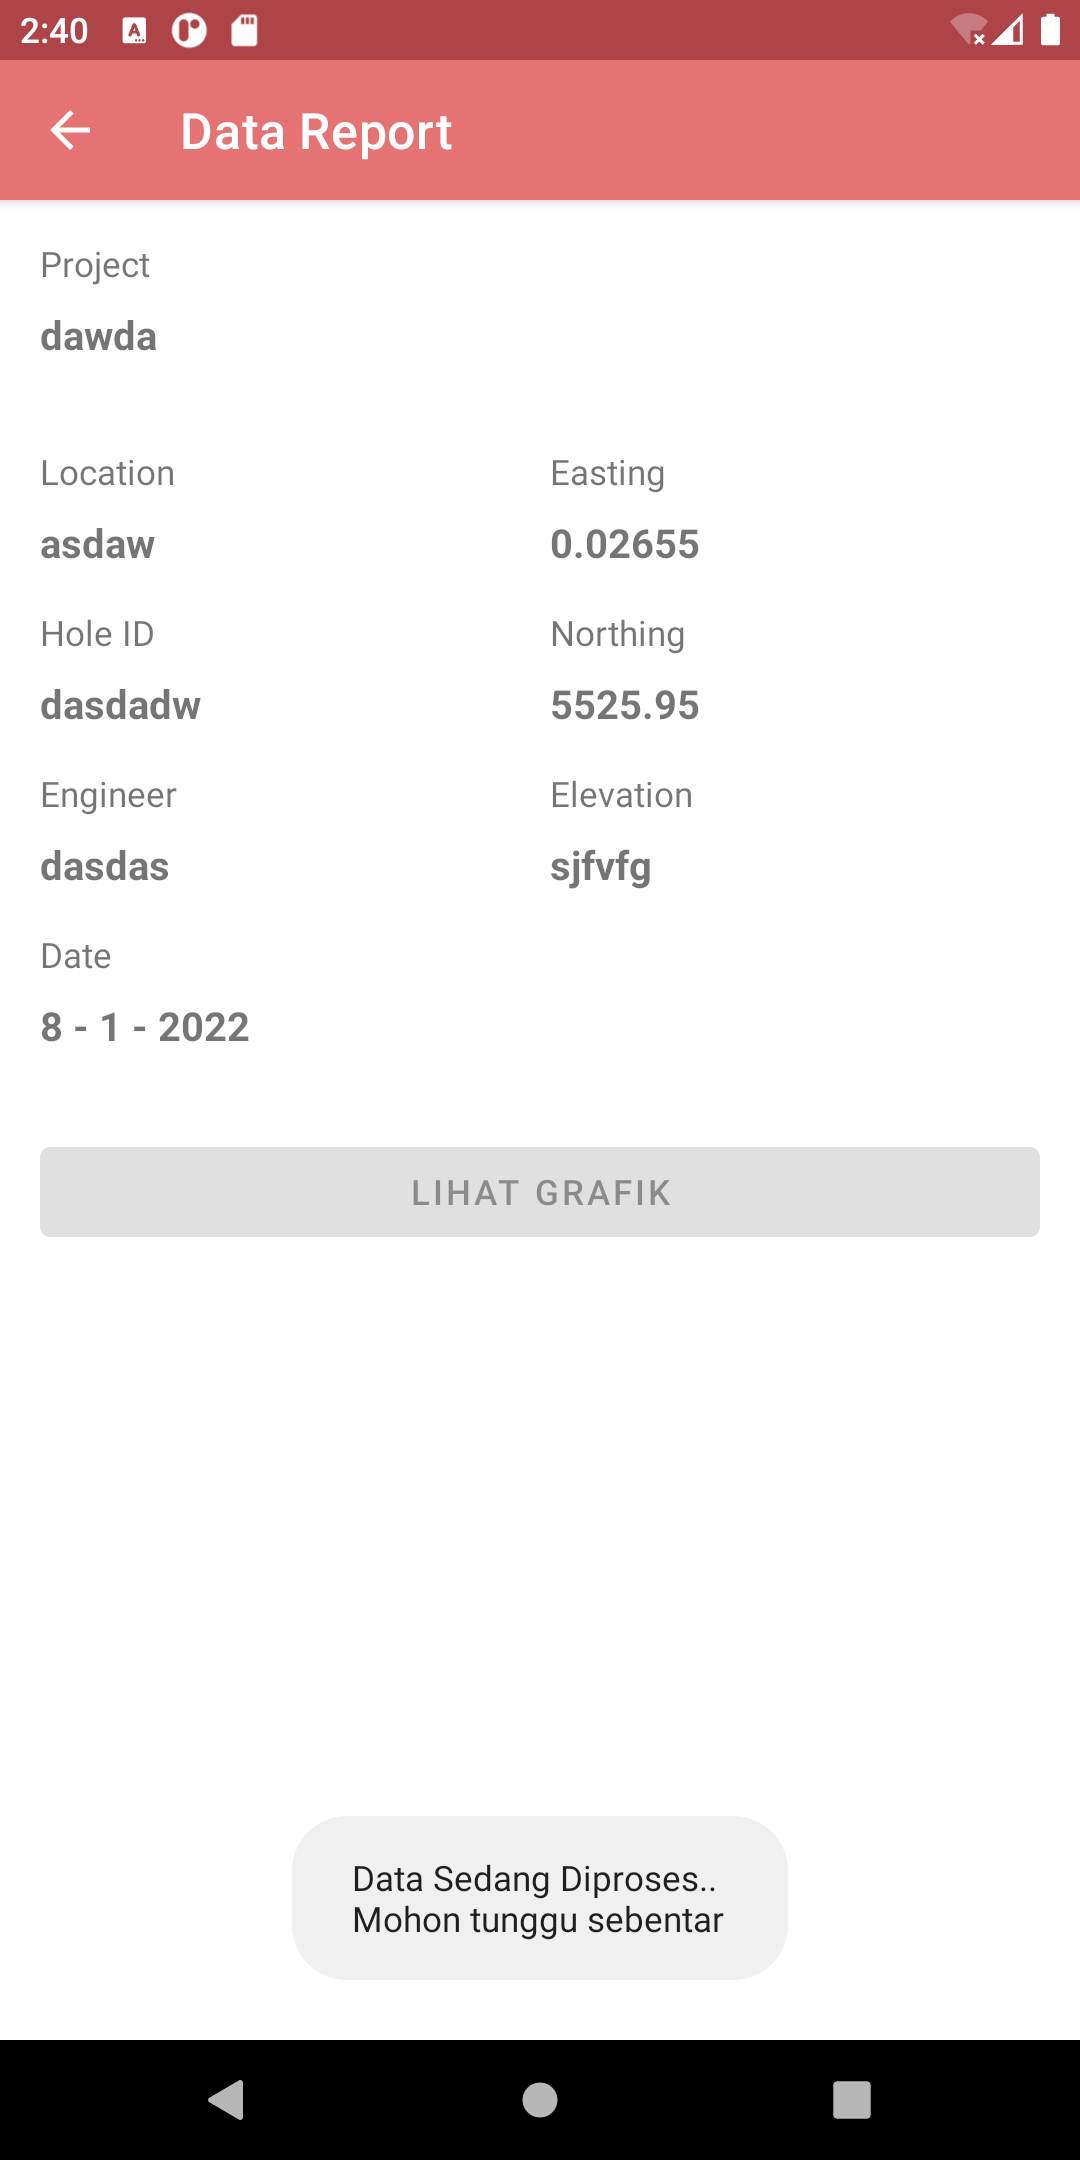 2:40
Data Report
Project
dawda
Location
Easting
asdaw
0.02655
Hole ID
Northing
dasdadw
5525.95
Engineer
Elevation
dasdas
sjfvfg
Date
8 - 1 - 2022
LIHAT GRAFIK
Data Sedang Diproses..
Mohon tunggu sebentar